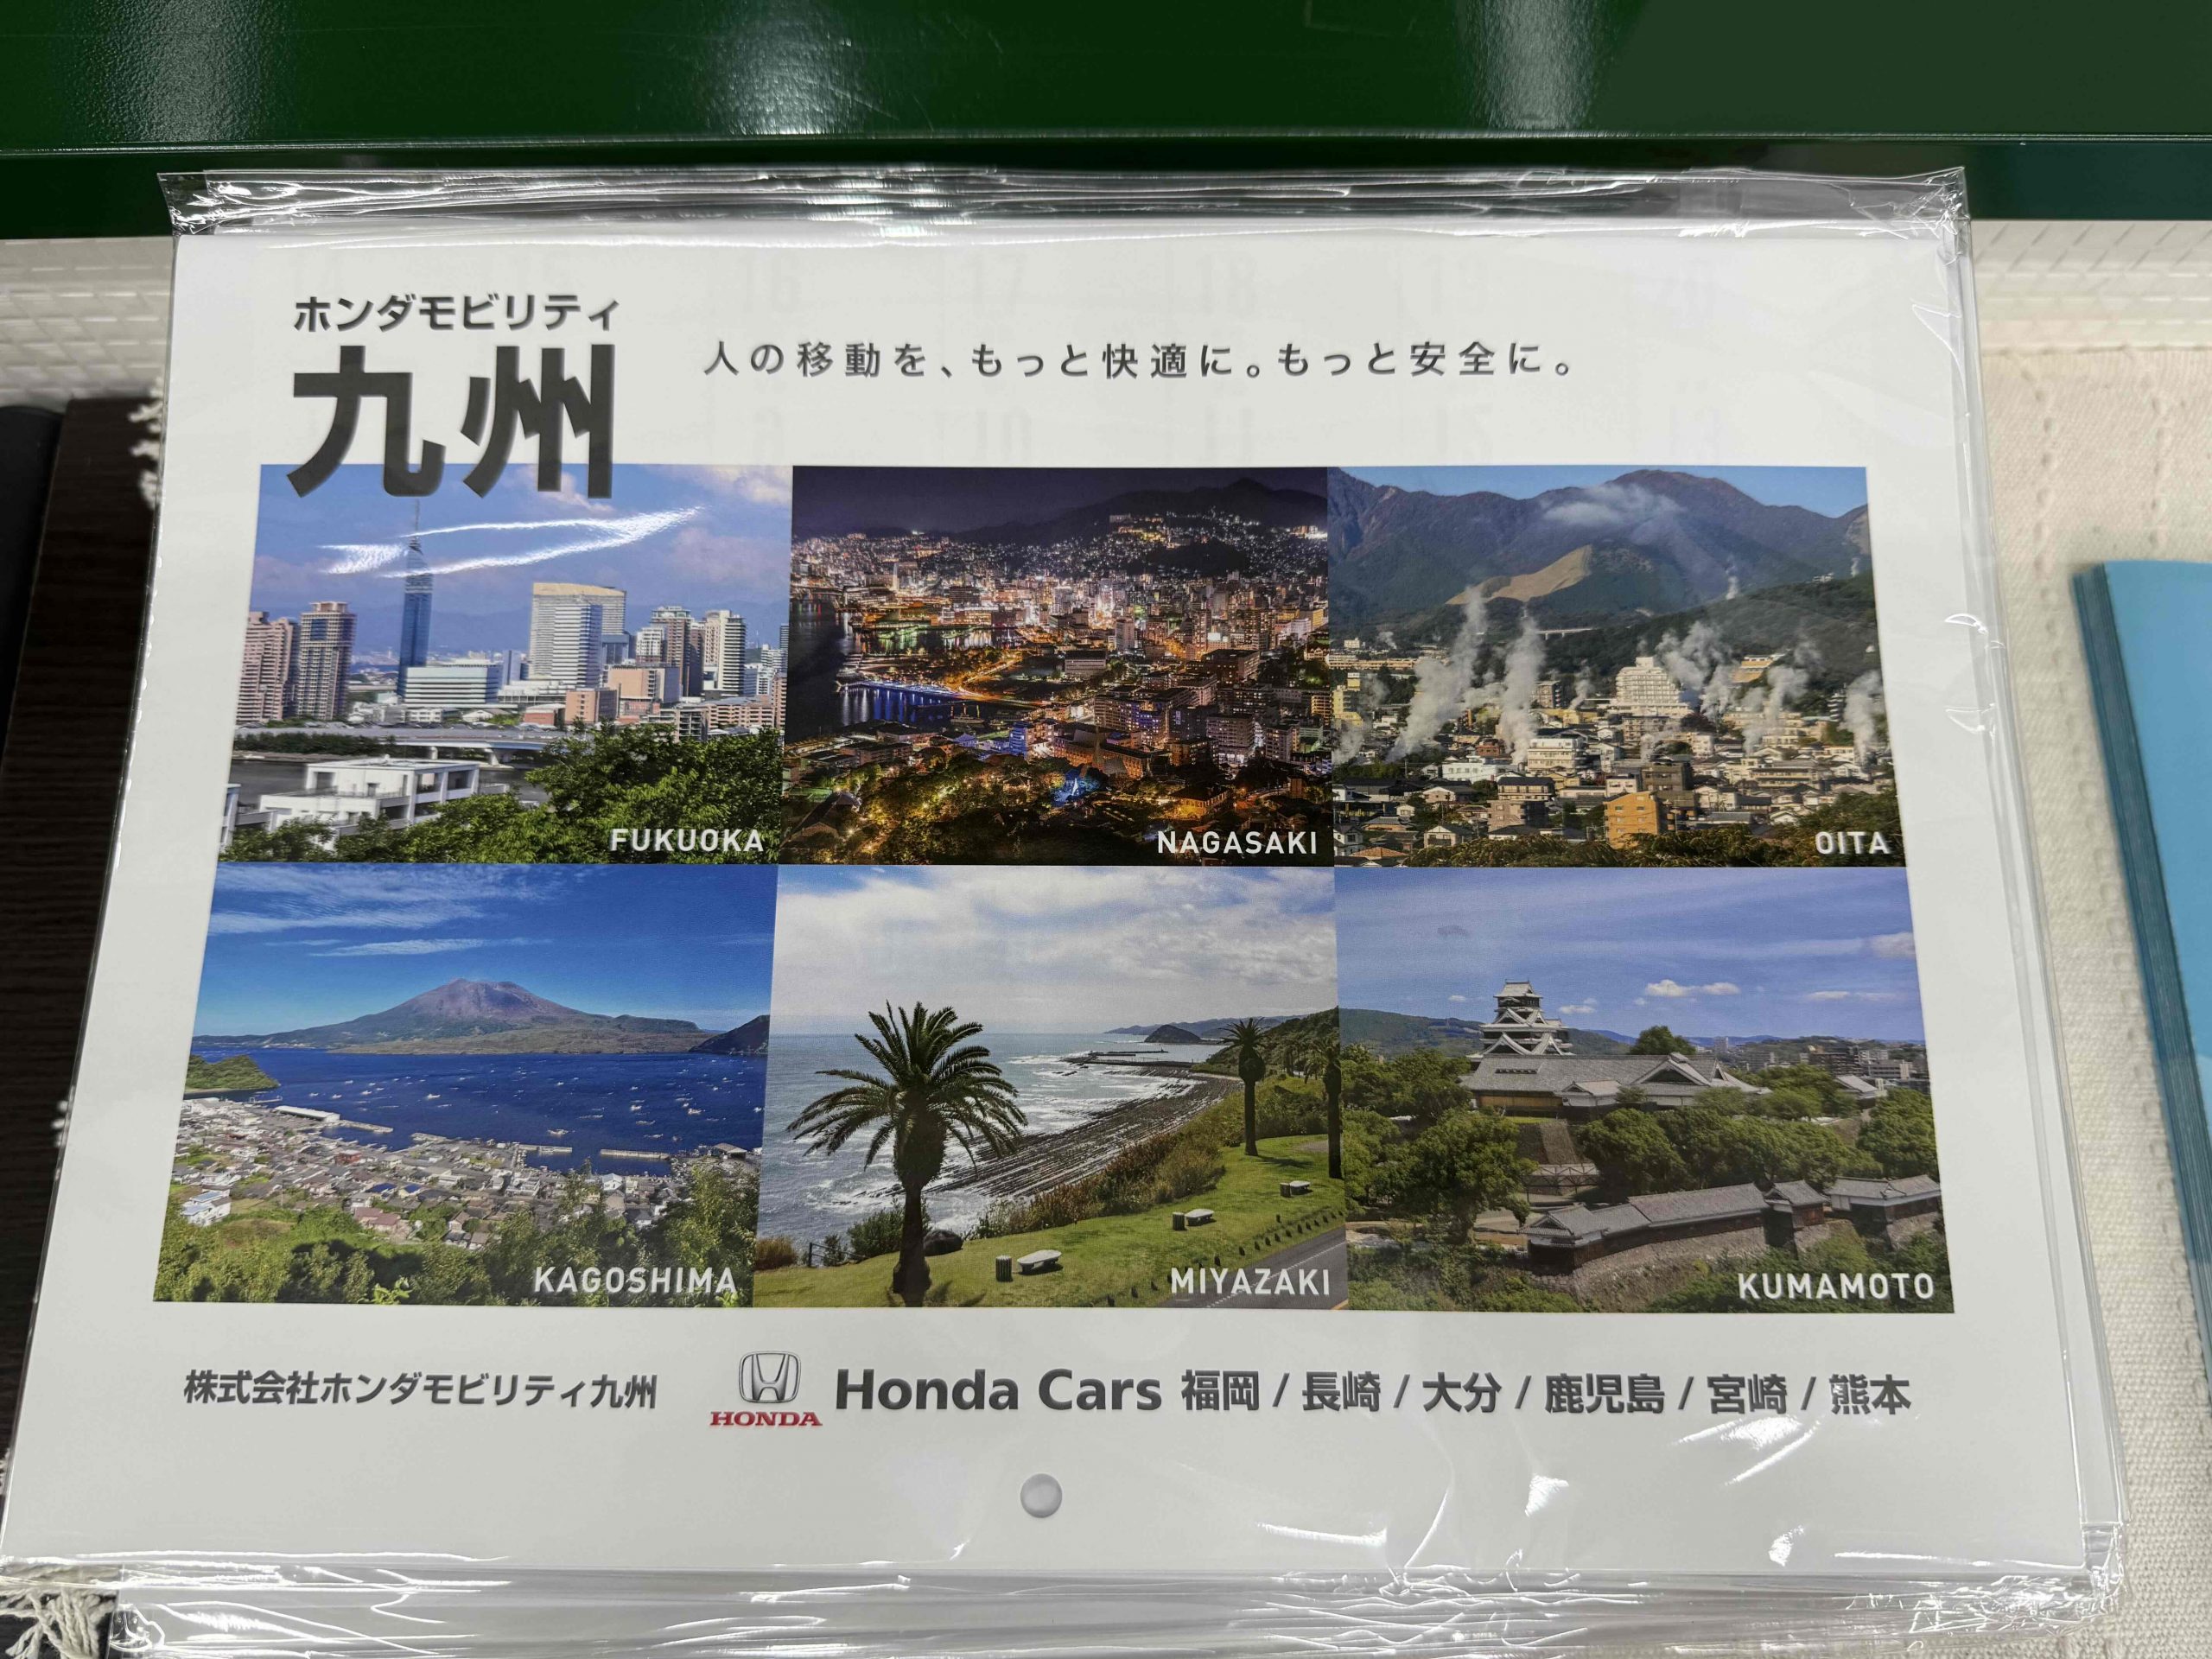 ホンダモビリティ
九州
人の移動を、もっと快適に。もっと安全に。
FUKUOKA
NAGASAKI
OITA
KAGOSHIMA
MIYAZAKI
KUMAMOTO
株式会社ホンダモビリティ九州
HONDA
Honda Cars 福岡 / 長崎 / 大分 / 鹿児島 / 宮崎 / 熊本